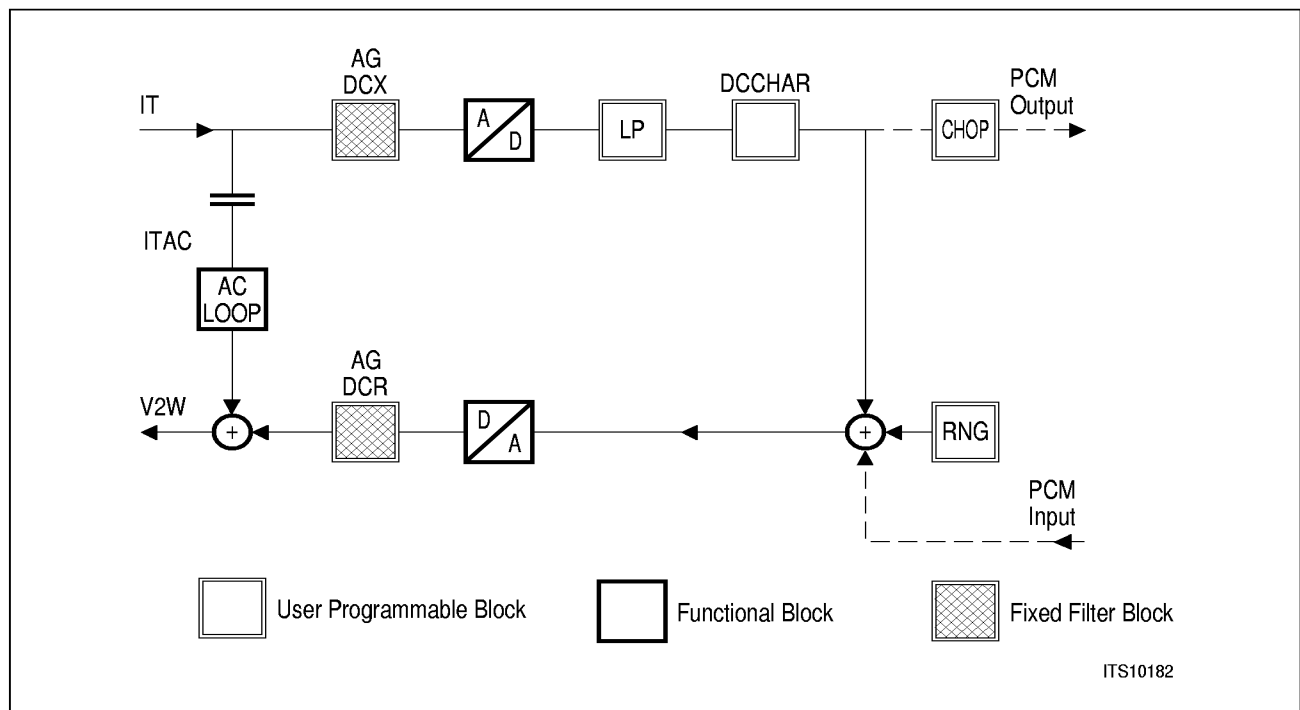 AG
DCX
DCCHAR
PCM
Output
IT
A
D
LP
CHOP
ITAC
AC
LOOP
AG
DCR
V2W
+
D
A
+
RNG
PCM
Input
User Programmable Block
Functional Block
Fixed Filter Block
ITS10182